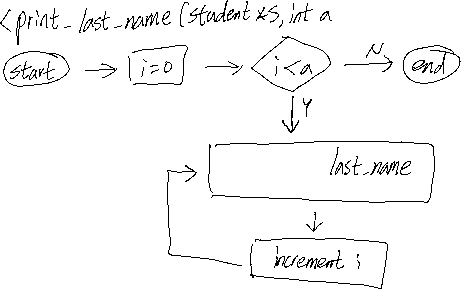 <print_last_name (student *s, int a
start
i=0
i<a
N
end
Y
last_name
increment i